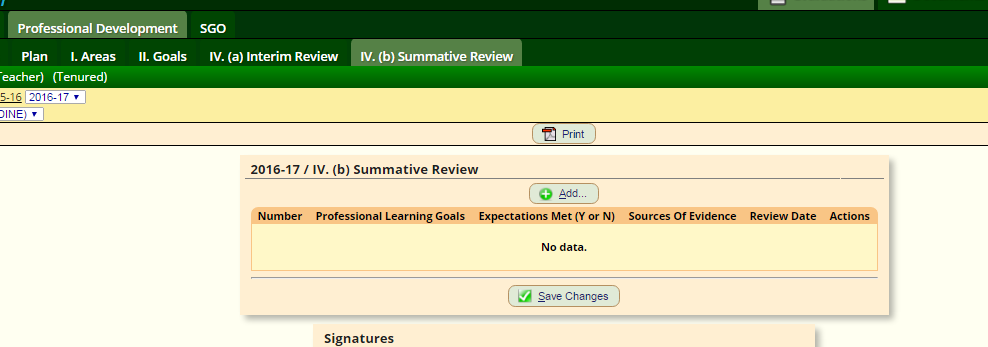 Professional Development SGO
Plan I. Areas II. Goals IV. (a) Interim Review IV. (b) Summative Review
(Tenured)
5-16 2016-17
Print
2016-17 / IV. (b) Summative Review
Add...
Number Professional Learning Goals Expectations Met (Y or N) Sources Of Evidence Review Date Actions
No data.
Save Changes
Signatures